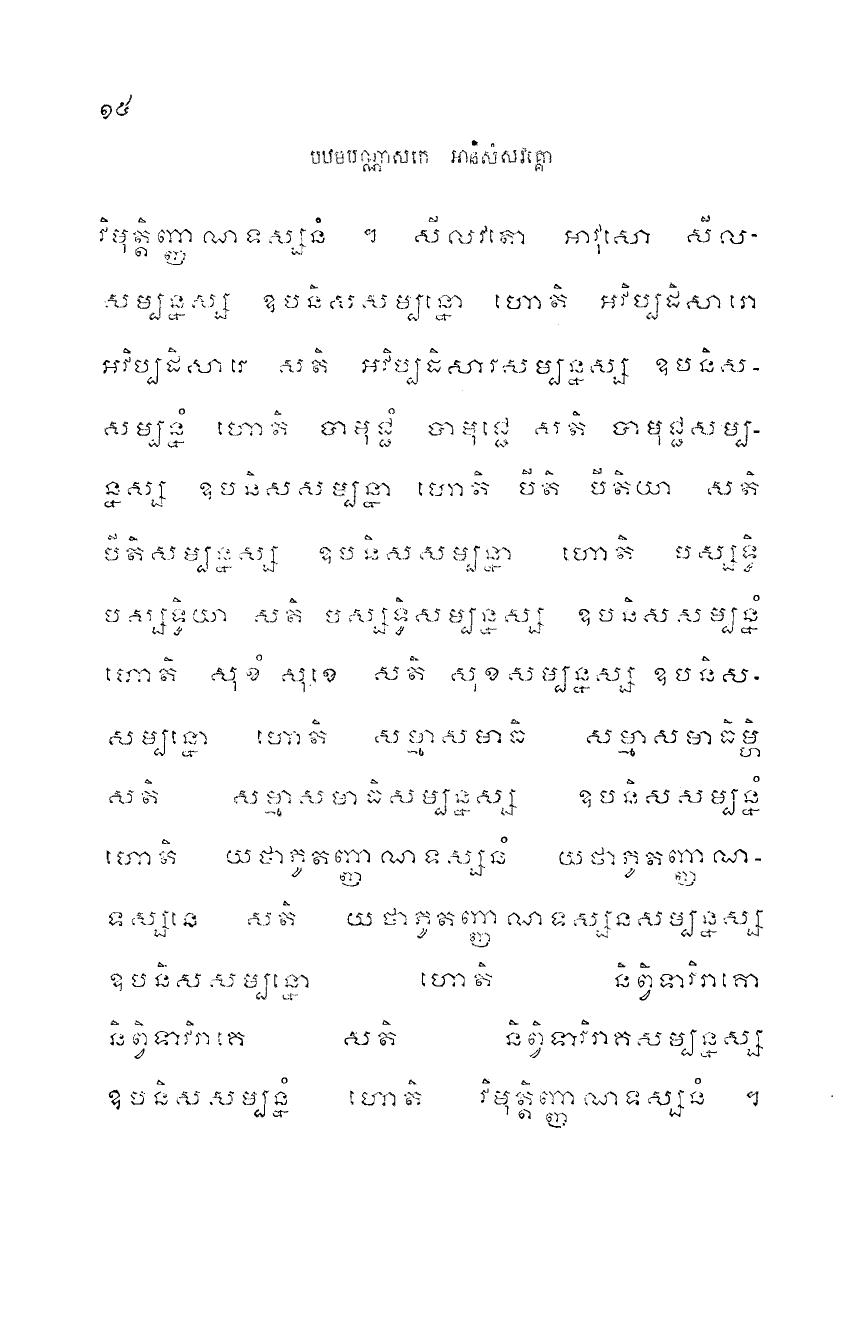 ១៥
បឋមបណ្ណាសកេ អានិសំសវគ្គោ
វិមុត្តិញ្ញាណទស្សនំ ។ សីលវតោ អាវុសោ សីល-
សម្បន្នស្ស ឧបនិសសម្បន្នោ ហោតិ អវិប្បដិសារោ
អវិប្បដិសារេ សតិ អវិប្បដិសារសម្បន្នស្ស ឧបនិស-
សម្បន្នំ ហោតិ បាមុជ្ជំ បាមុជ្ជេ សតិ បាមុជ្ជសម្ប-
ន្នស្ស ឧបនិសសម្បន្នា ហោតិ បីតិ បីតិយា សតិ
បីតិសម្បន្នស្ស ឧបនិសសម្បន្នា ហោតិ បស្សទ្ធិ
បស្សទ្ធិយា សតិ បស្សទ្ធិសម្បន្នស្ស ឧបនិសសម្បន្នំ
ហោតិ សុខំ សុខេ សតិ សុខសម្បន្នស្ស ឧបនិស-
សម្បន្នោ ហោតិ សម្មាសមាធិ សម្មាសមាធិម្ហិ
សតិ សម្មាសមាធិសម្បន្នស្ស ឧបនិសសម្បន្នំ
ហោតិ យថាភូតញ្ញាណទស្សនំ យថាភូតញ្ញាណ-
ទស្សនេ សតិ យថាភូតញ្ញាណទស្សនសម្បន្នស្ស
ឧបនិសសម្បន្នោ ហោតិ និព្វិទាវិរាគោ
និព្វិទាវិរាគេ សតិ និព្វិទាវិរាគសម្បន្នស្ស
ឧបនិសសម្បន្នំ ហោតិ វិមុត្តិញ្ញាណទស្សនំ ។